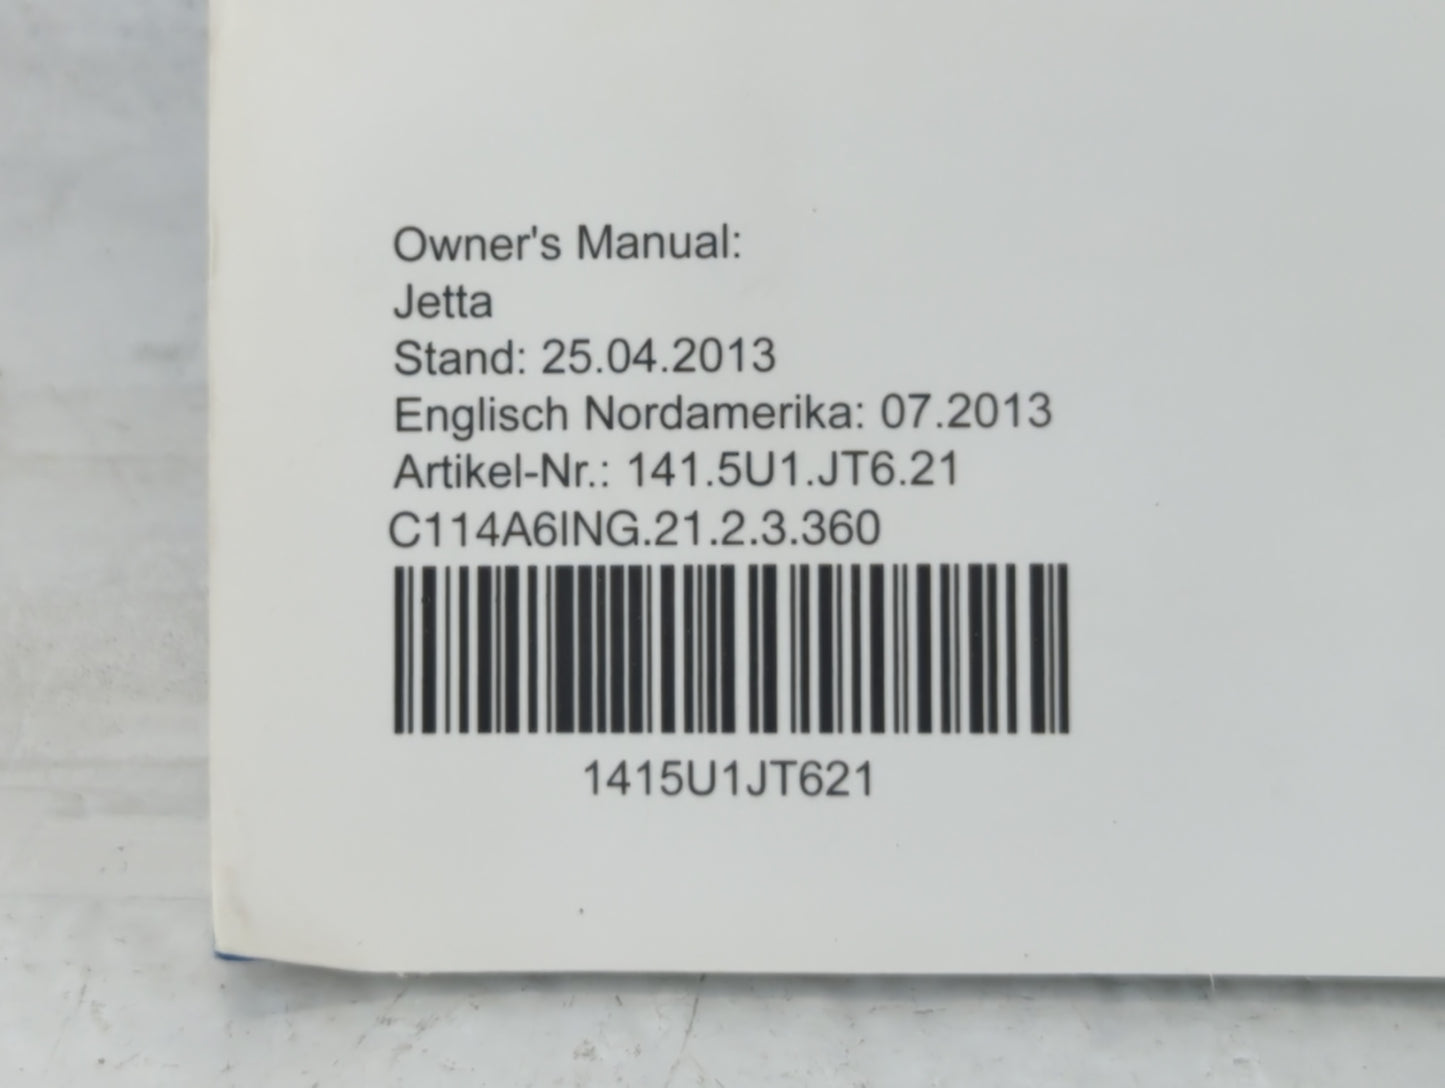 Owner's Manual:
Jetta
Stand: 25.04.2013
Englisch Nordamerika: 07.2013
Artikel-Nr.: 141.5U1.JT6.21
C114A6ING.21.2.3.360
1415U1JT621